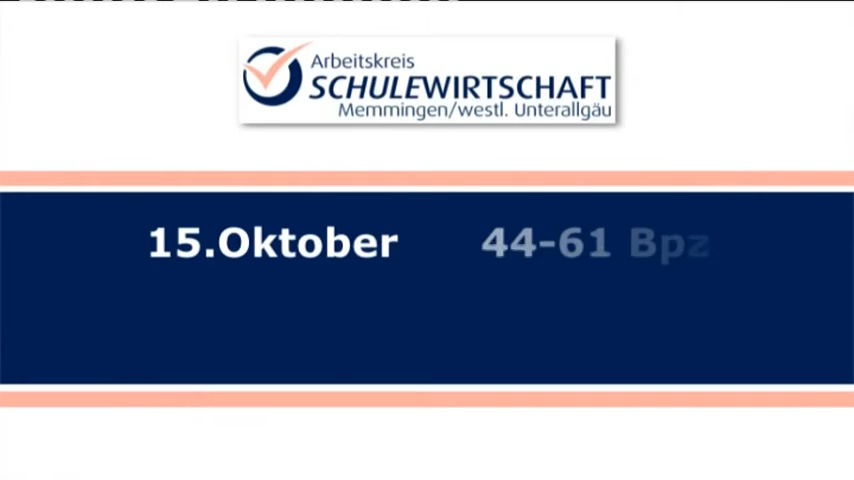 Arbeitskreis
SCHULEWIRTSCHAFT
Memmingen/westl. Unterallgäu
15.Oktober 44-61 Bpz